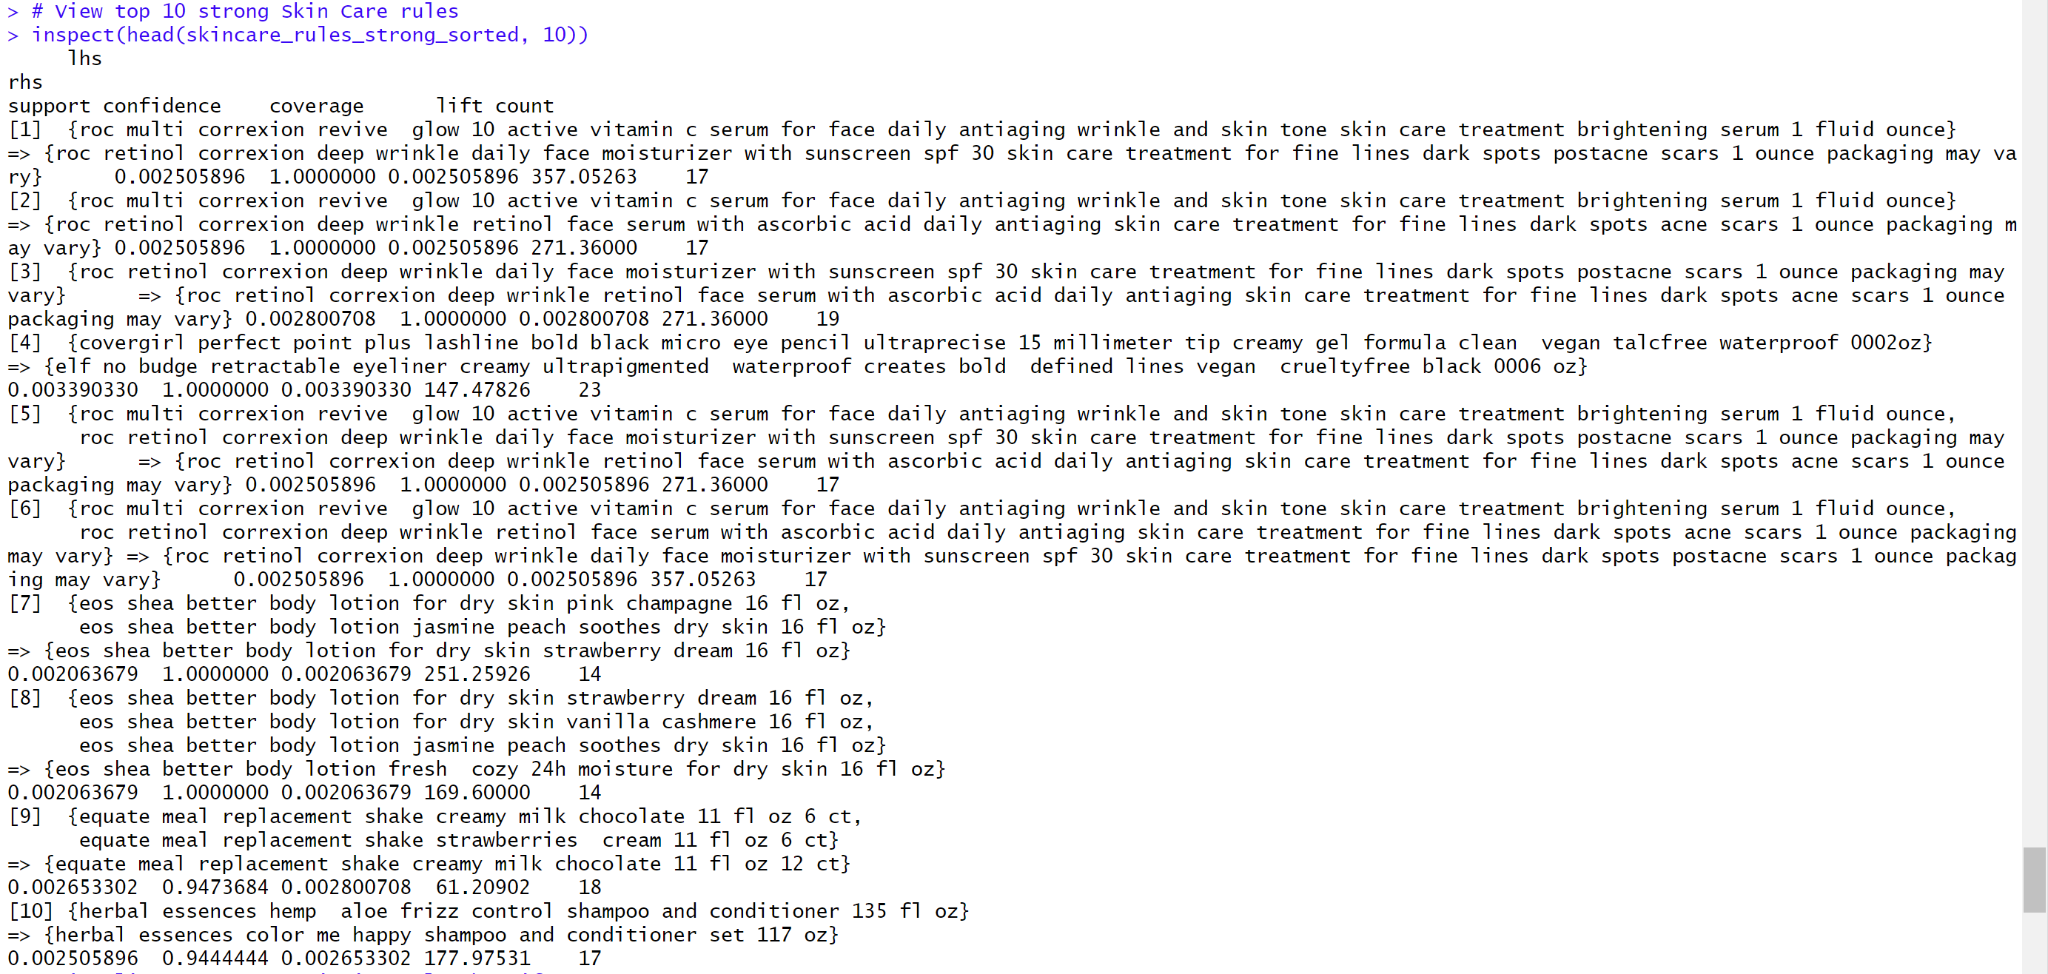 > # View top 10 strong Skin Care rules
> inspect(head(skincare_rules_strong_sorted, 10))
     lhs
rhs
support confidence    coverage      lift count
[1]  {roc multi correxion revive  glow 10 active vitamin c serum for face daily antiaging wrinkle and skin tone skin care treatment brightening serum 1 fluid ounce}
=> {roc retinol correxion deep wrinkle daily face moisturizer with sunscreen spf 30 skin care treatment for fine lines dark spots postacne scars 1 ounce packaging may va
ry}      0.002505896  1.0000000 0.002505896 357.05263    17
[2]  {roc multi correxion revive  glow 10 active vitamin c serum for face daily antiaging wrinkle and skin tone skin care treatment brightening serum 1 fluid ounce}
=> {roc retinol correxion deep wrinkle retinol face serum with ascorbic acid daily antiaging skin care treatment for fine lines dark spots acne scars 1 ounce packaging m
ay vary} 0.002505896  1.0000000 0.002505896 271.36000    17
[3]  {roc retinol correxion deep wrinkle daily face moisturizer with sunscreen spf 30 skin care treatment for fine lines dark spots postacne scars 1 ounce packaging may
vary}      => {roc retinol correxion deep wrinkle retinol face serum with ascorbic acid daily antiaging skin care treatment for fine lines dark spots acne scars 1 ounce
packaging may vary} 0.002800708  1.0000000 0.002800708 271.36000    19
[4]  {covergirl perfect point plus lashline bold black micro eye pencil ultraprecise 15 millimeter tip creamy gel formula clean  vegan talcfree waterproof 0002oz}
=> {elf no budge retractable eyeliner creamy ultrapigmented  waterproof creates bold  defined lines vegan  crueltyfree black 0006 oz}
0.003390330  1.0000000 0.003390330 147.47826    23
[5]  {roc multi correxion revive  glow 10 active vitamin c serum for face daily antiaging wrinkle and skin tone skin care treatment brightening serum 1 fluid ounce,
      roc retinol correxion deep wrinkle daily face moisturizer with sunscreen spf 30 skin care treatment for fine lines dark spots postacne scars 1 ounce packaging may
vary}      => {roc retinol correxion deep wrinkle retinol face serum with ascorbic acid daily antiaging skin care treatment for fine lines dark spots acne scars 1 ounce
packaging may vary} 0.002505896  1.0000000 0.002505896 271.36000    17
[6]  {roc multi correxion revive  glow 10 active vitamin c serum for face daily antiaging wrinkle and skin tone skin care treatment brightening serum 1 fluid ounce,
      roc retinol correxion deep wrinkle retinol face serum with ascorbic acid daily antiaging skin care treatment for fine lines dark spots acne scars 1 ounce packaging
may vary} => {roc retinol correxion deep wrinkle daily face moisturizer with sunscreen spf 30 skin care treatment for fine lines dark spots postacne scars 1 ounce packag
ing may vary}      0.002505896  1.0000000 0.002505896 357.05263    17
[7]  {eos shea better body lotion for dry skin pink champagne 16 fl oz,
      eos shea better body lotion jasmine peach soothes dry skin 16 fl oz}
=> {eos shea better body lotion for dry skin strawberry dream 16 fl oz}
0.002063679  1.0000000 0.002063679 251.25926    14
[8]  {eos shea better body lotion for dry skin strawberry dream 16 fl oz,
      eos shea better body lotion for dry skin vanilla cashmere 16 fl oz,
      eos shea better body lotion jasmine peach soothes dry skin 16 fl oz}
=> {eos shea better body lotion fresh  cozy 24h moisture for dry skin 16 fl oz}
0.002063679  1.0000000 0.002063679 169.60000    14
[9]  {equate meal replacement shake creamy milk chocolate 11 fl oz 6 ct,
      equate meal replacement shake strawberries  cream 11 fl oz 6 ct}
=> {equate meal replacement shake creamy milk chocolate 11 fl oz 12 ct}
0.002653302  0.9473684 0.002800708  61.20902    18
[10] {herbal essences hemp  aloe frizz control shampoo and conditioner 135 fl oz}
=> {herbal essences color me happy shampoo and conditioner set 117 oz}
0.002505896  0.9444444 0.002653302 177.97531    17